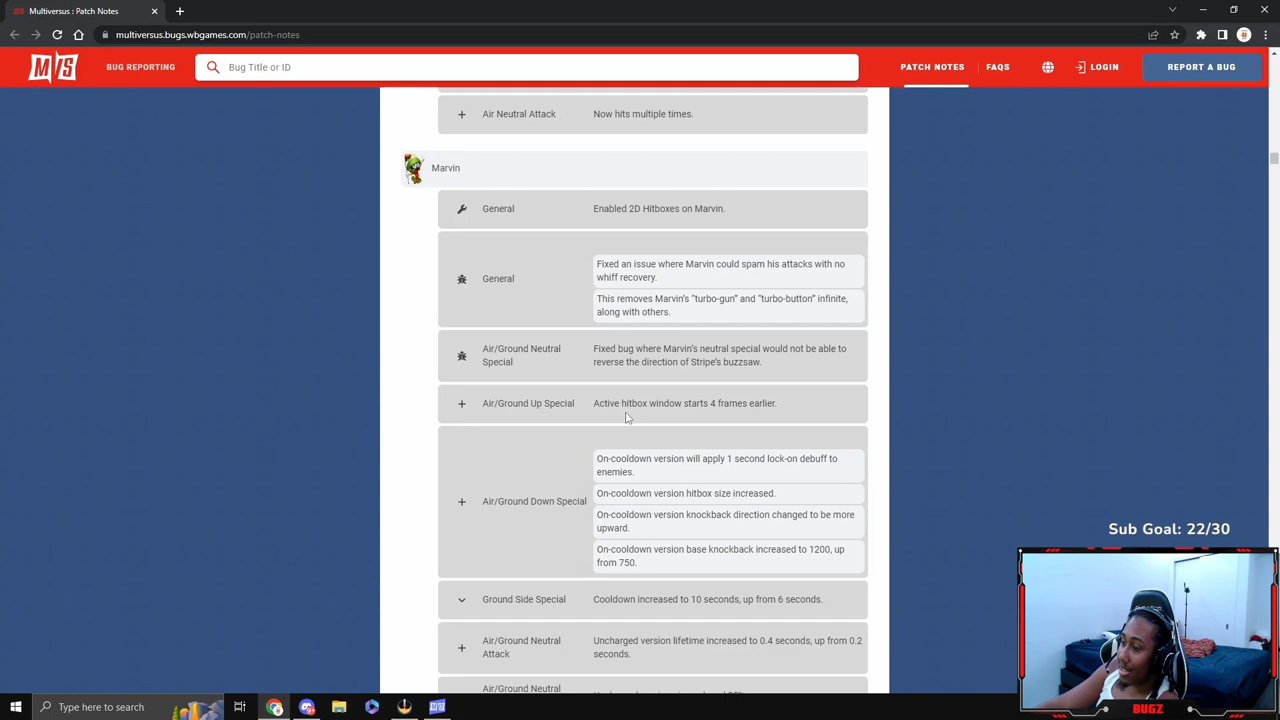 Multiversus : Patch Notes
multiversus.bugs.wbgames.com/patch-notes
M/S
BUG REPORTING
Bug Title or ID
PATCH NOTES
FAQS
LOGIN
REPORT A BUG
Air Neutral Attack
Now hits multiple times.
Marvin
General
Enabled 2D Hitboxes on Marvin.
General
Fixed an issue where Marvin could spam his attacks with no
whiff recovery.
This removes Marvin's “turbo-gun” and “turbo-button” infinite,
along with others.
Air/Ground Neutral
Special
Fixed bug where Marvin's neutral special would not be able to
reverse the direction of Stripe's buzzsaw.
Air/Ground Up Special
Active hitbox window starts 4 frames earlier.
Air/Ground Down Special
On-cooldown version will apply 1 second lock-on debuff to
enemies.
On-cooldown version hitbox size increased.
On-cooldown version knockback direction changed to be more
upward.
On-cooldown version base knockback increased to 1200, up
from 750.
Ground Side Special
Cooldown increased to 10 seconds, up from 6 seconds.
Air/Ground Neutral
Attack
Uncharged version lifetime increased to 0.4 seconds, up from 0.2
seconds.
Air/Ground Neutral
Sub Goal: 22/30
BUGZ
Type here to search